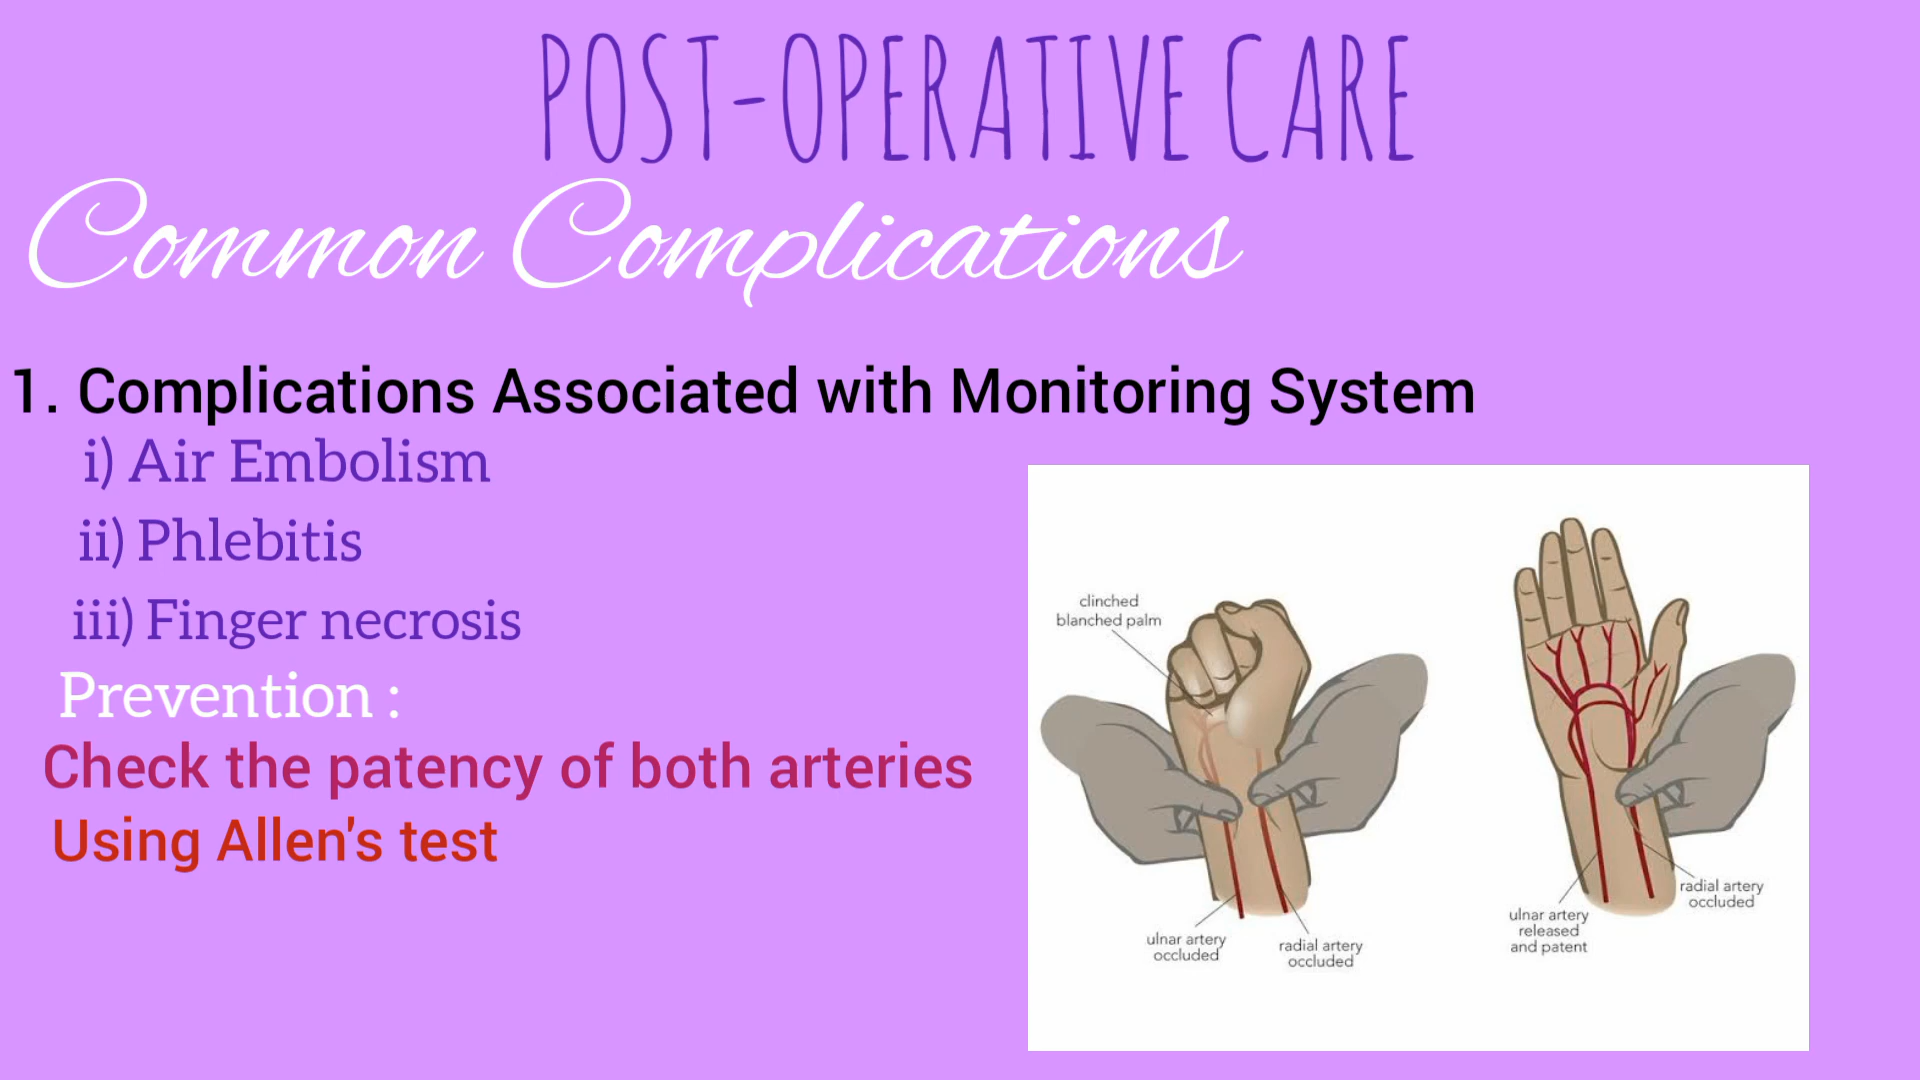 POST-OPERATIVE CARE
Common Complications
1. Complications Associated with Monitoring System
i) Air Embolism
ii) Phlebitis
iii) Finger necrosis
Prevention :
Check the patency of both arteries
Using Allen's test
clinched
blanched palm
ulnar artery
occluded
radial artery
occluded
ulnar artery
released
and patent
radial artery
occluded